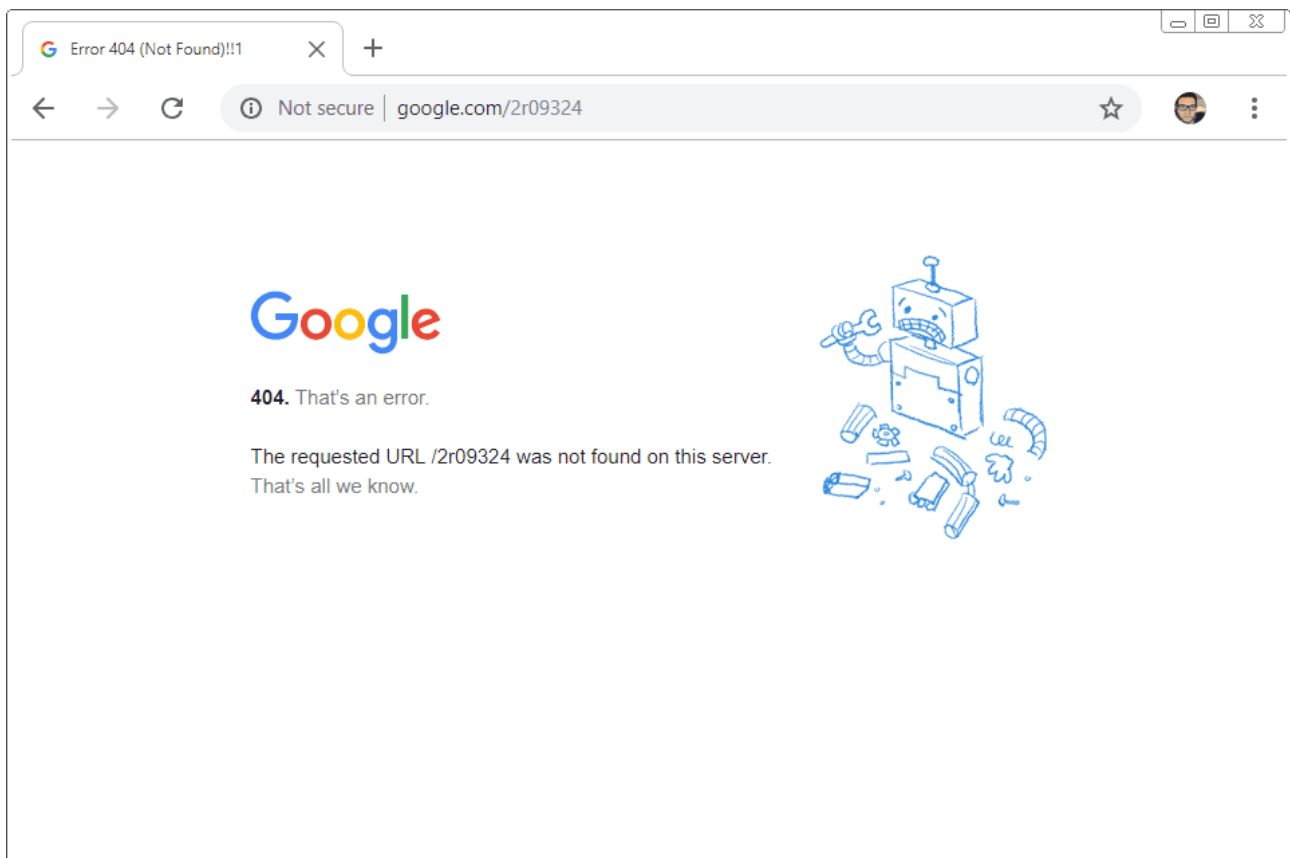 Error 404 (Not Found)!!1
Not secure google.com/2r09324
Google
404. That's an error.
The requested URL /2r09324 was not found on this server.
That's all we know.